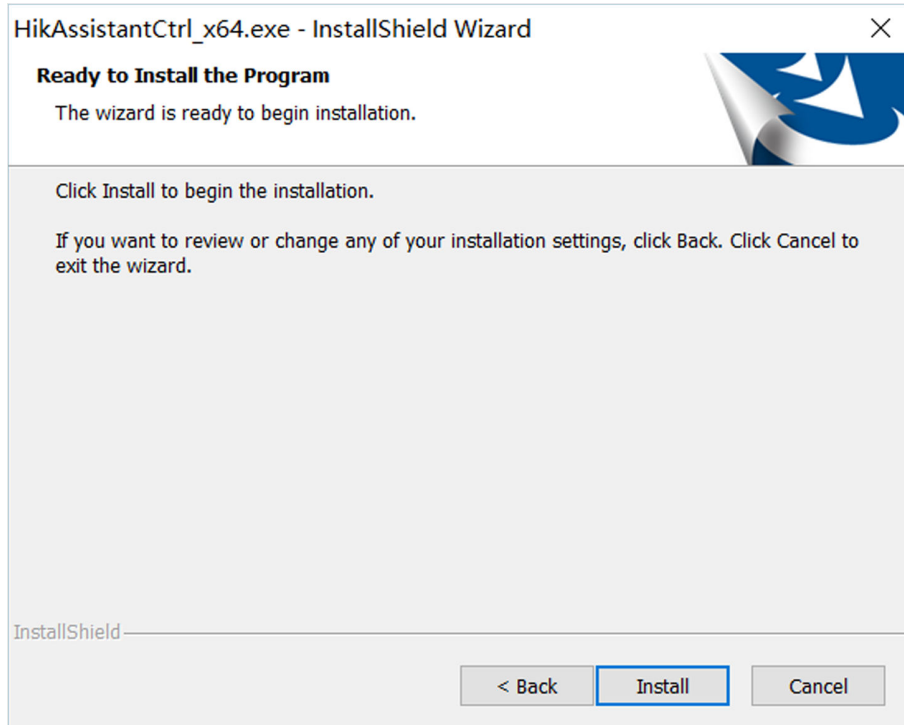 HikAssistantCtrl_x64.exe - InstallShield Wizard
Ready to Install the Program
The wizard is ready to begin installation.
Click Install to begin the installation.
If you want to review or change any of your installation settings, click Back. Click Cancel to
exit the wizard.
InstallShield
< Back Install Cancel